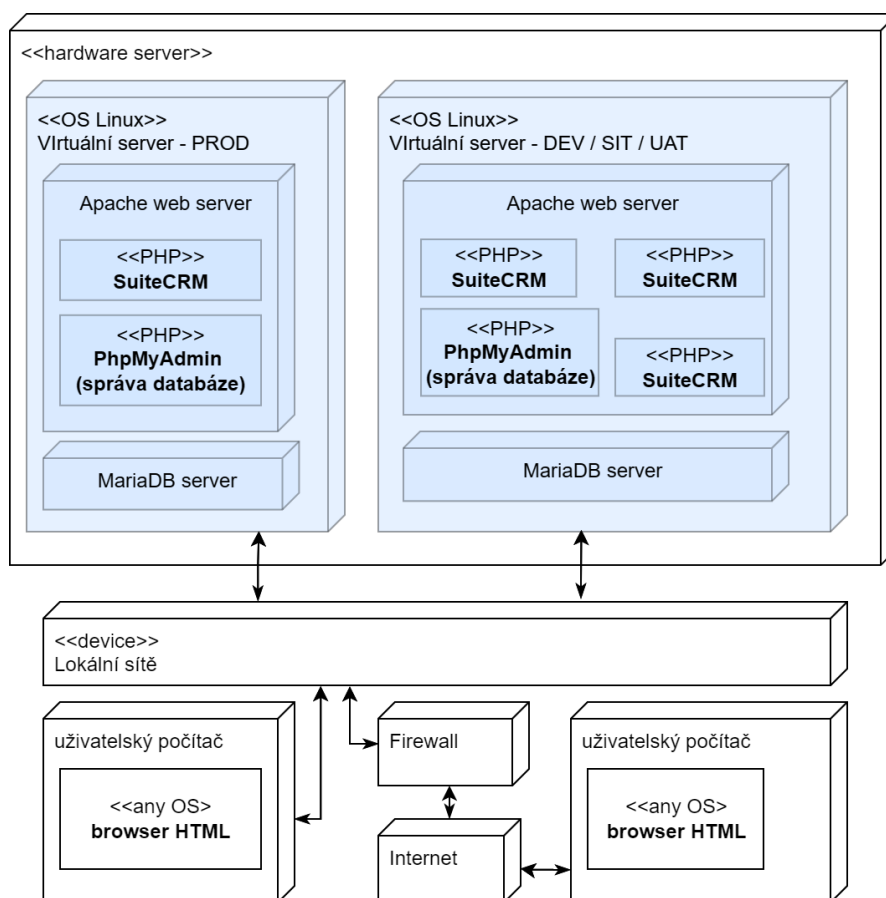 <<hardware server>>
<<OS Linux>>
VIrtuální server - PROD
Apache web server
<<PHP>>
SuiteCRM
<<PHP>>
PhpMyAdmin
(správa databáze)
MariaDB server
<<OS Linux>>
VIrtuální server - DEV / SIT / UAT
Apache web server
<<PHP>>
SuiteCRM
<<PHP>>
SuiteCRM
<<PHP>>
PhpMyAdmin
(správa databáze)
<<PHP>>
SuiteCRM
MariaDB server
<<device>>
Lokální sítě
uživatelský počítač
<<any OS>
browser HTML
Firewall
Internet
uživatelský počítač
<<any OS>
browser HTML